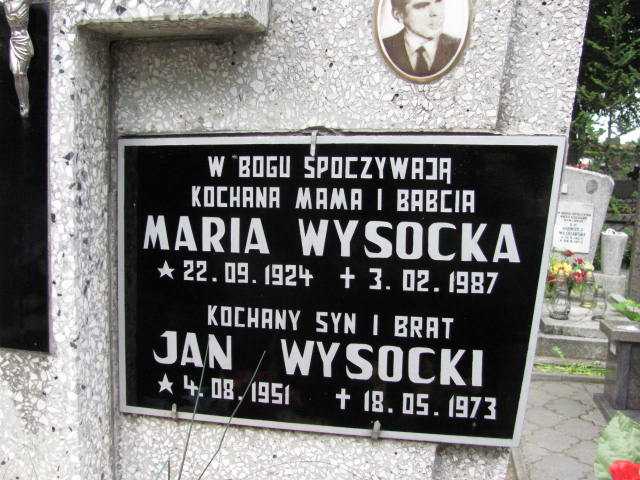 W BOGU SPOCZYWAJĄ
KOCHANA MAMA I BABCIA
MARIA WYSOCKA
★ 22.09.1924 ✝ 3.02.1987
KOCHANY SYN I BRAT
JAN WYSOCKI
★ 4.08.1951 ✝ 18.05.1973